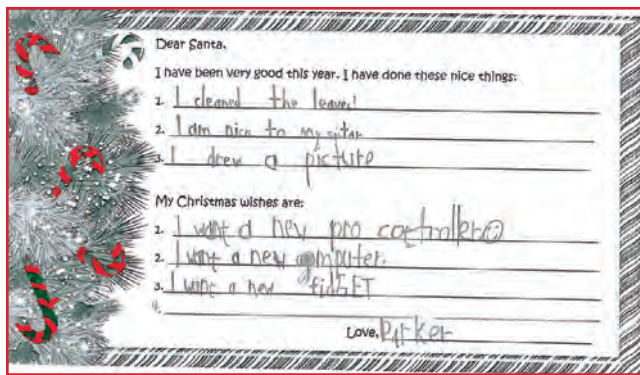 Dear Santa,
I have been very good this year. I have done these nice things:
1. I cleaned the leaves
2. I am nice to my sitar
3. I drew a picture
My Christmas wishes are:
1. I want a new pro controller☺
2. I want a new computer.
3. I want a new fidGET
4.
Love, Parker